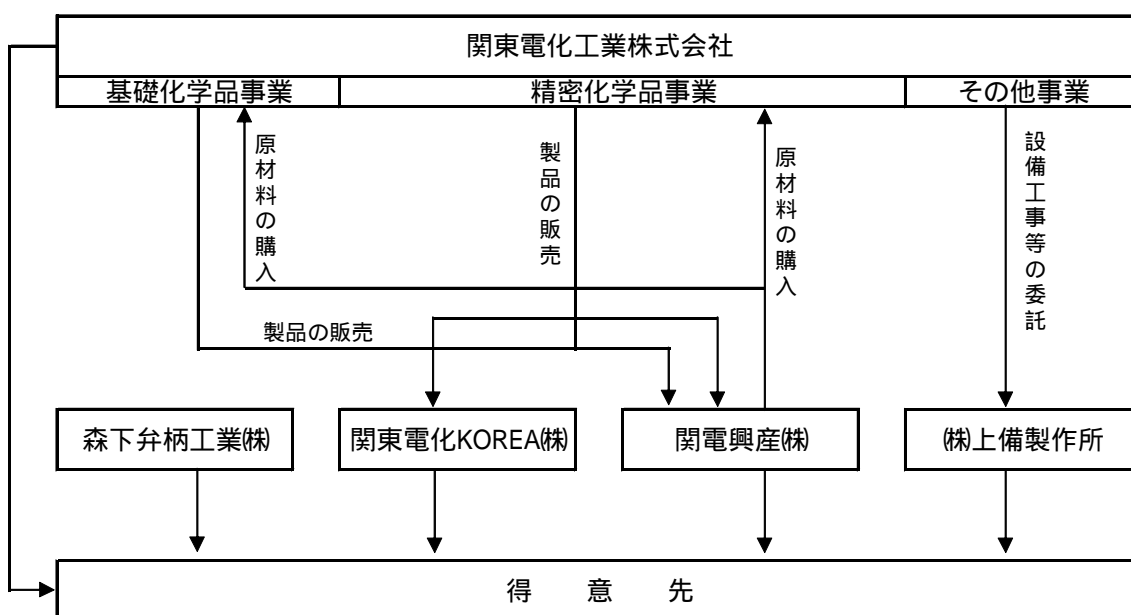 関東電化工業株式会社
基礎化学品事業
精密化学品事業
その他事業
原材料の購入
製品の販売
原材料の購入
設備工事等の委託
製品の販売
森下弁柄工業㈱
関東電化KOREA㈱
関電興産㈱
㈱上備製作所
得 意 先